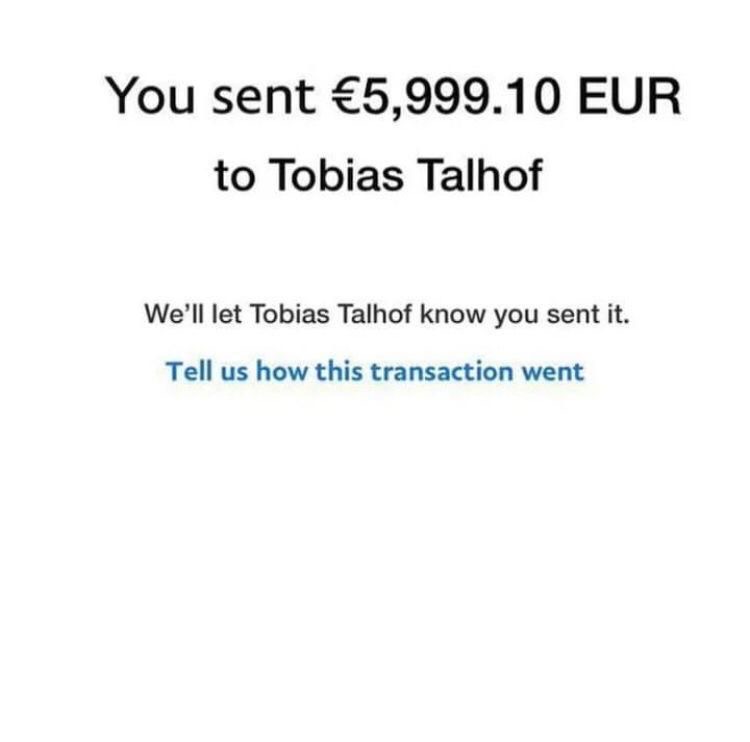 You sent €5,999.10 EUR
to Tobias Talhof
We'll let Tobias Talhof know you sent it.
Tell us how this transaction went